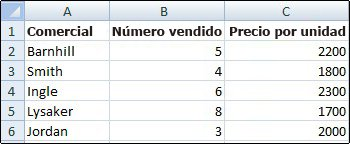 A B C
1 Comercial Número vendido Precio por unidad
2 Barnhill 5 2200
3 Smith 4 1800
4 Ingle 6 2300
5 Lysaker 8 1700
6 Jordan 3 2000